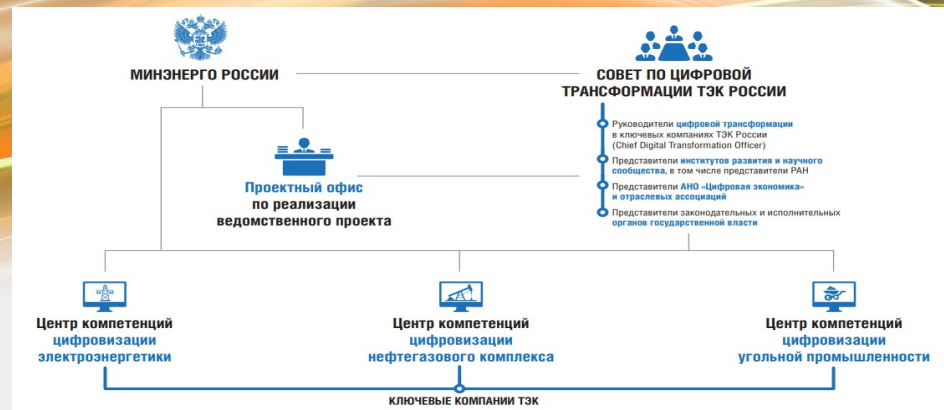 МИНЭНЕРГО РОССИИ
СОВЕТ ПО ЦИФРОВОЙ
ТРАНСФОРМАЦИИ ТЭК РОССИИ
Руководители цифровой трансформации
в ключевых компаниях ТЭК России
(Chief Digital Transformation Officer)
Представители институтов развития и научного
сообщества, в том числе представители РАН
Представители АНО «Цифровая экономика»
и отраслевых ассоциаций
Представители законодательных и исполнительных
органов государственной власти
Проектный офис
по реализации
ведомственного проекта
Центр компетенций
цифровизации
электроэнергетики
Центр компетенций
цифровизации
нефтегазового комплекса
Центр компетенций
цифровизации
угольной промышленности
КЛЮЧЕВЫЕ КОМПАНИИ ТЭК